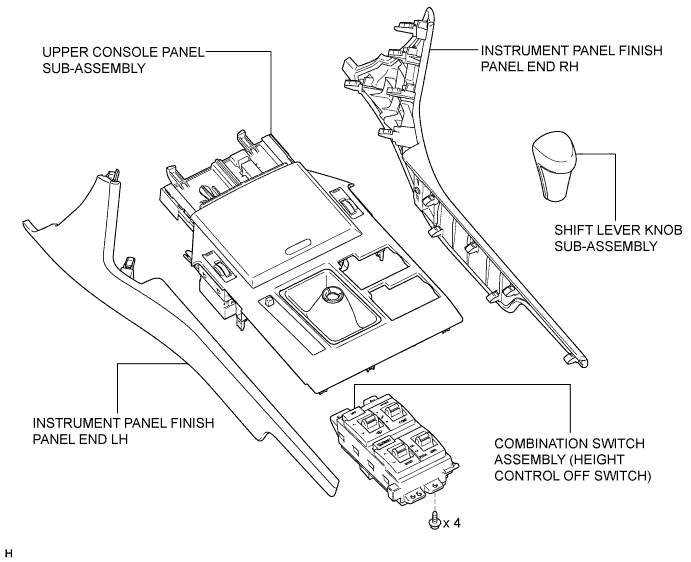 UPPER CONSOLE PANEL
SUB-ASSEMBLY
INSTRUMENT PANEL FINISH
PANEL END RH
SHIFT LEVER KNOB
SUB-ASSEMBLY
INSTRUMENT PANEL FINISH
PANEL END LH
COMBINATION SWITCH
ASSEMBLY (HEIGHT
CONTROL OFF SWITCH)
x 4
H